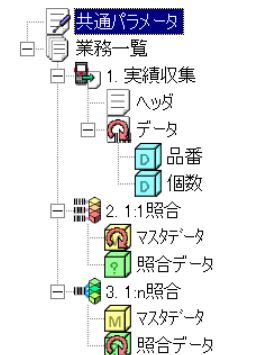 共通パラメータ
業務一覧
1. 実績収集
ヘッダ
データ
D 品番
D 個数
2. 1:1照合
マスタデータ
? 照合データ
3. 1:n照合
M マスタデータ
照合データ